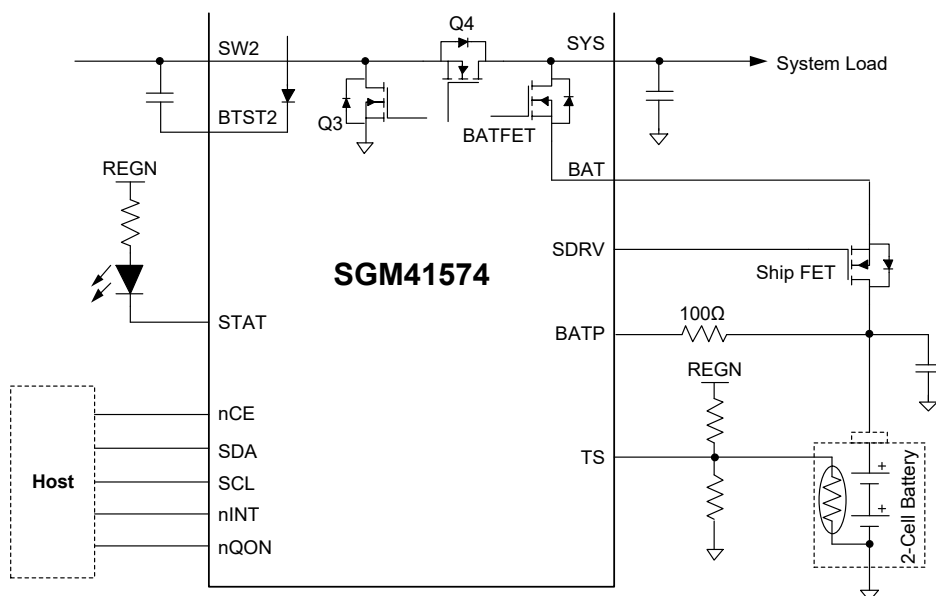 Q4
SW2
SYS
System Load
BTST2
Q3
BATFET
REGN
BAT
SDRV
SGM41574
Ship FET
STAT
100Ω
BATP
REGN
nCE
SDA
TS
Host
SCL
nINT
nQON
+
+
2-Cell Battery